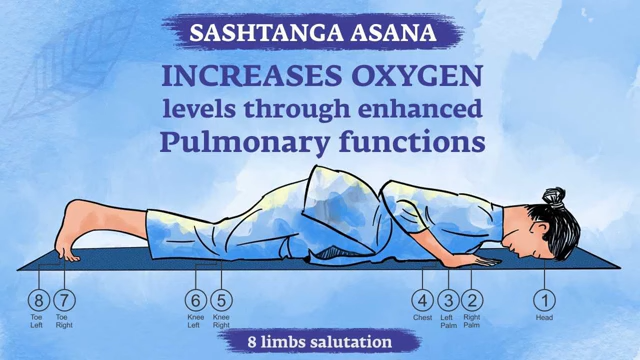 SASHTANGA ASANA
INCREASES OXYGEN
levels through enhanced
Pulmonary functions
8 7 6 5 4 3 2 1
Toe Left Toe Right Knee Left Knee Right Chest Left Palm Right Palm Head
8 limbs salutation